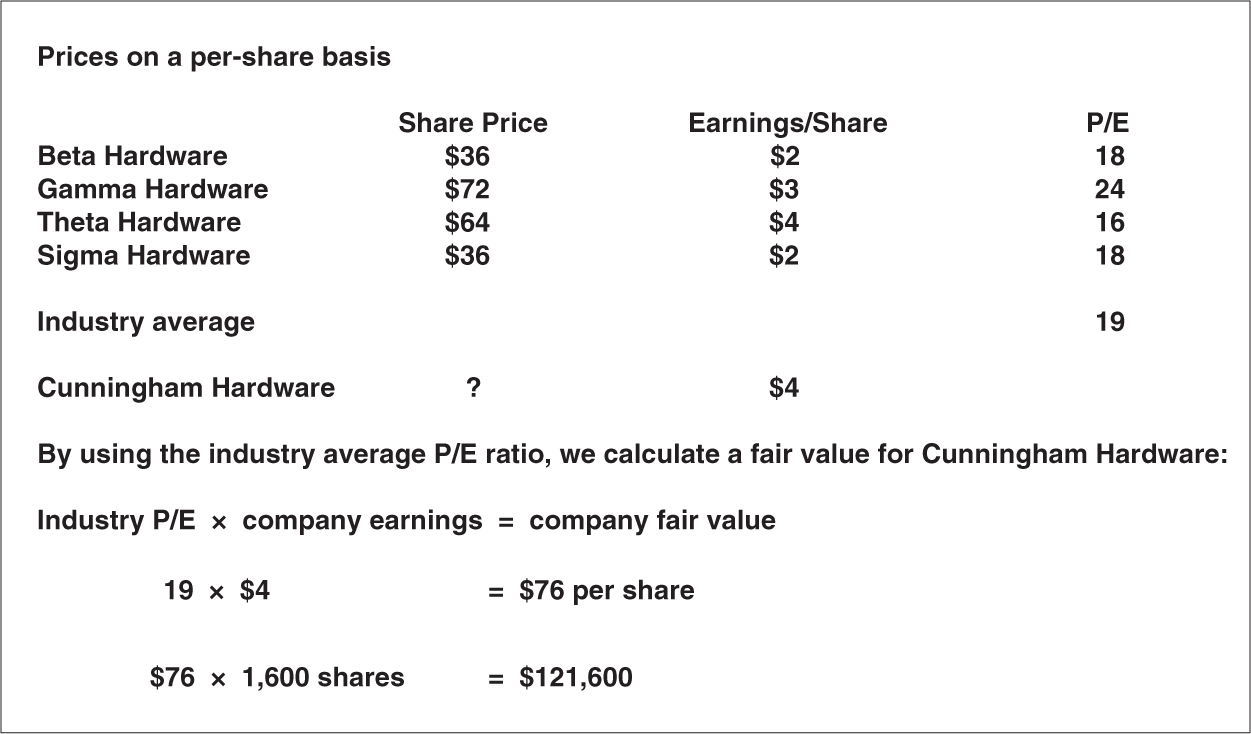 Prices on a per-share basis
Share Price Earnings/Share P/E
Beta Hardware $36 $2 18
Gamma Hardware $72 $3 24
Theta Hardware $64 $4 16
Sigma Hardware $36 $2 18
Industry average 19
Cunningham Hardware ? $4
By using the industry average P/E ratio, we calculate a fair value for Cunningham Hardware:
Industry P/E × company earnings = company fair value
19 × $4 = $76 per share
$76 × 1,600 shares = $121,600